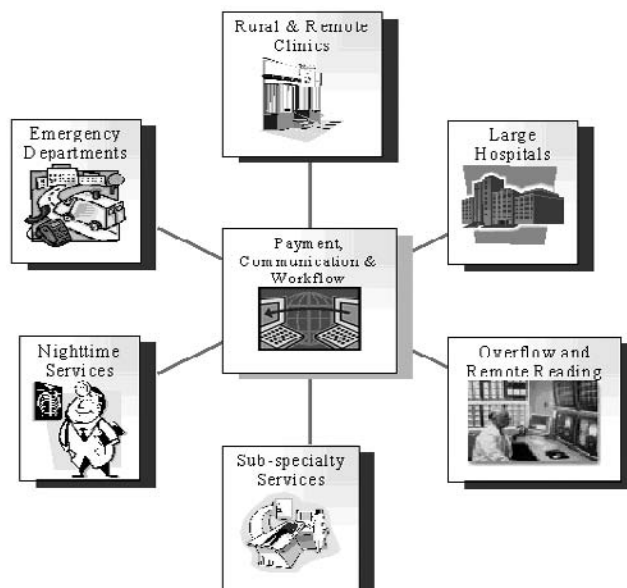 Rural & Remote
Clinics
Emergency
Departments
Large
Hospitals
Payment,
Communication &
Workflow
Nighttime
Services
Overflow and
Remote Reading
Sub-specialty
Services